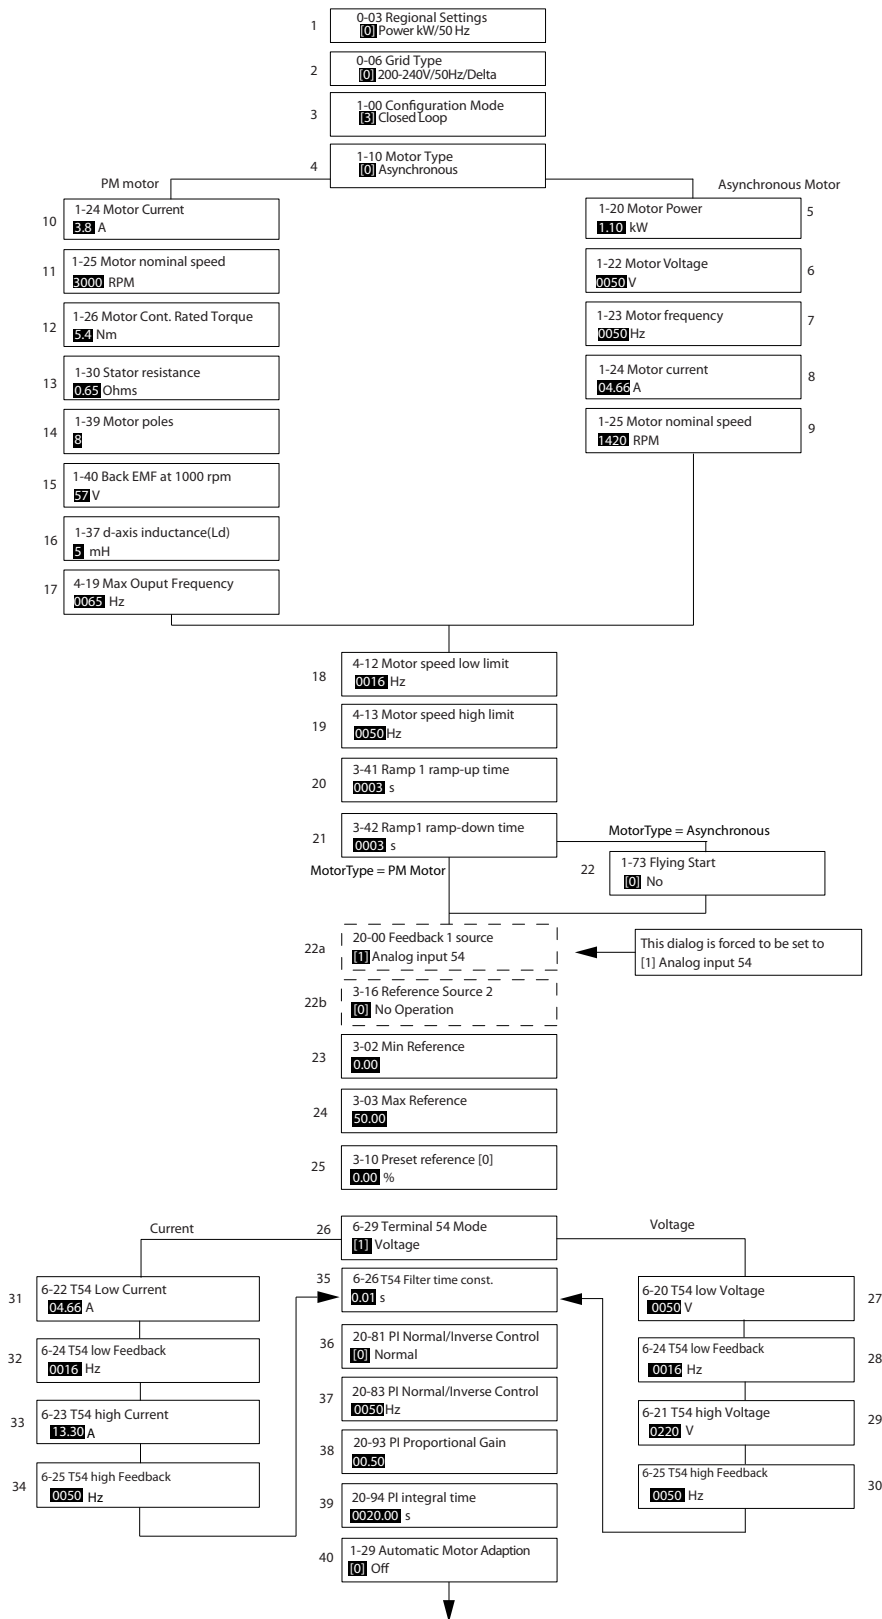 1
0-03 Regional Settings
[0] Power kW/50 Hz
2
0-06 Grid Type
[0] 200-240V/50Hz/Delta
3
1-00 Configuration Mode
[3] Closed Loop
4
1-10 Motor Type
[0] Asynchronous
PM motor
Asynchronous Motor
10
1-24 Motor Current
3.8 A
11
1-25 Motor nominal speed
3000 RPM
12
1-26 Motor Cont. Rated Torque
5.4 Nm
13
1-30 Stator resistance
0.65 Ohms
14
1-39 Motor poles
8
15
1-40 Back EMF at 1000 rpm
57 V
16
1-37 d-axis inductance(Ld)
5 mH
17
4-19 Max Ouput Frequency
0065 Hz
1-20 Motor Power
1.10 kW
5
1-22 Motor Voltage
0050 V
6
1-23 Motor frequency
0050 Hz
7
1-24 Motor current
04.66 A
8
1-25 Motor nominal speed
1420 RPM
9
18
4-12 Motor speed low limit
0016 Hz
19
4-13 Motor speed high limit
0050 Hz
20
3-41 Ramp 1 ramp-up time
0003 s
21
3-42 Ramp1 ramp-down time
0003 s
MotorType = Asynchronous
MotorType = PM Motor
22
1-73 Flying Start
[0] No
22a
20-00 Feedback 1 source
[1] Analog input 54
This dialog is forced to be set to
[1] Analog input 54
22b
3-16 Reference Source 2
[0] No Operation
23
3-02 Min Reference
0.00
24
3-03 Max Reference
50.00
25
3-10 Preset reference [0]
0.00 %
Current
26
6-29 Terminal 54 Mode
[1] Voltage
Voltage
31
6-22 T54 Low Current
04.66 A
32
6-24 T54 low Feedback
0016 Hz
33
6-23 T54 high Current
13.30 A
34
6-25 T54 high Feedback
0050 Hz
35
6-26 T54 Filter time const.
0.01 s
36
20-81 PI Normal/Inverse Control
[0] Normal
37
20-83 PI Normal/Inverse Control
0050 Hz
38
20-93 PI Proportional Gain
00.50
39
20-94 PI integral time
0020.00 s
40
1-29 Automatic Motor Adaption
[0] Off
6-20 T54 low Voltage
0050 V
27
6-24 T54 low Feedback
0016 Hz
28
6-21 T54 high Voltage
0220 V
29
6-25 T54 high Feedback
0050 Hz
30